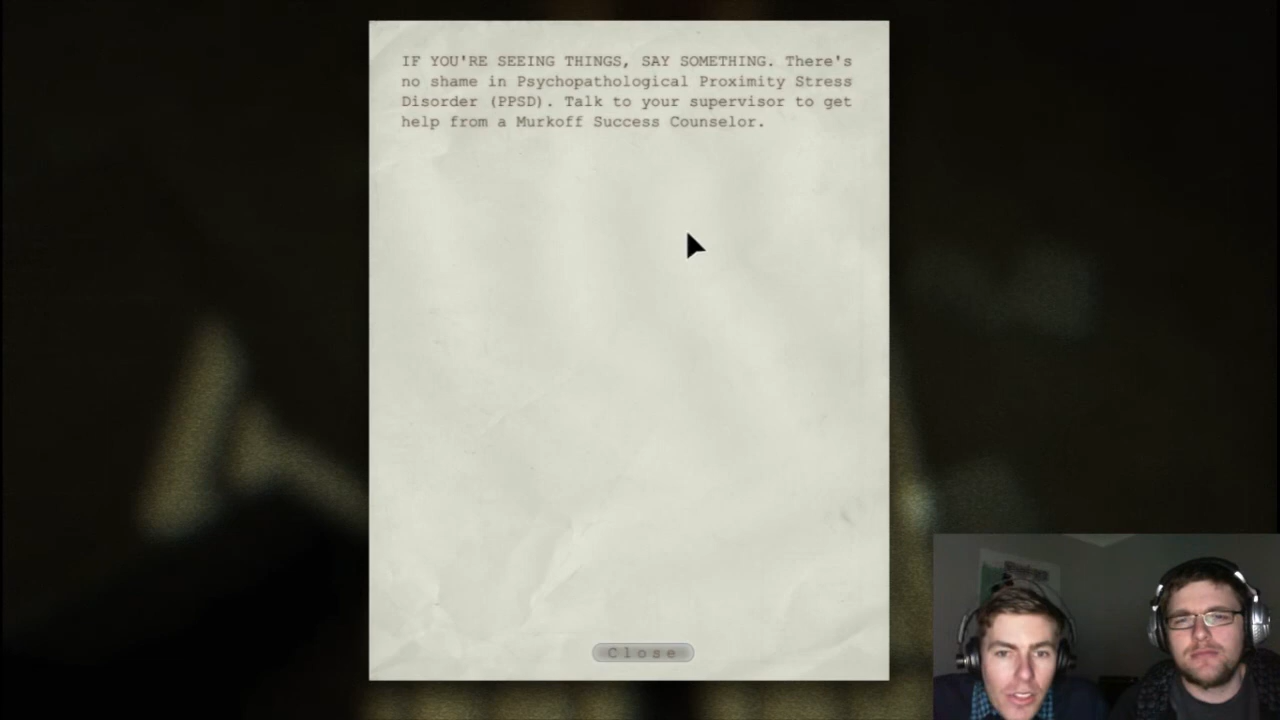 IF YOU'RE SEEING THINGS, SAY SOMETHING. There's
no shame in Psychopathological Proximity Stress
Disorder (PPSD). Talk to your supervisor to get
help from a Murkoff Success Counselor.
Close